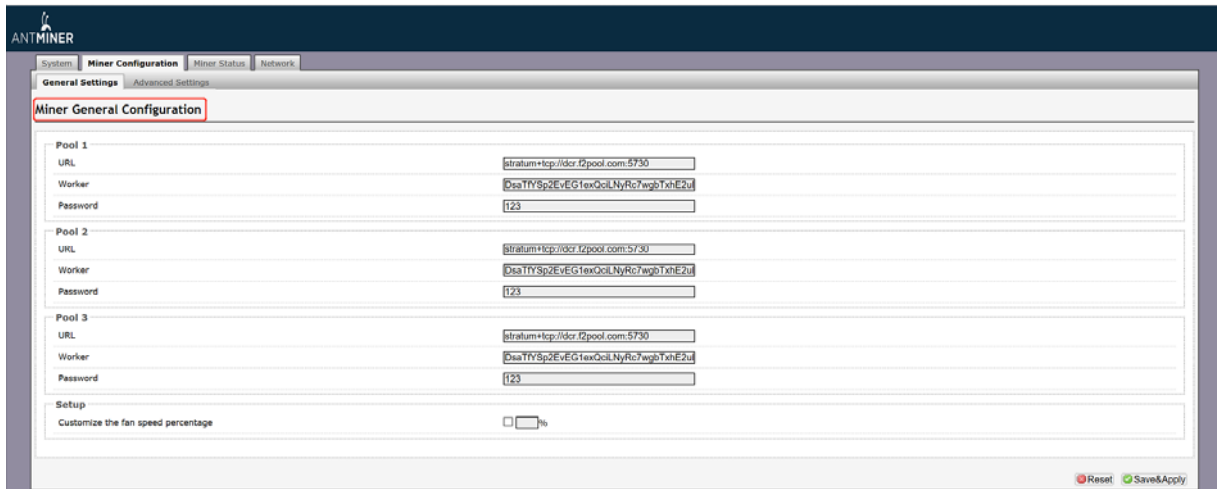 ANTMINER
System Miner Configuration Miner Status Network
General Settings Advanced Settings
Miner General Configuration
Pool 1
URL stratum+tcp://dcr.f2pool.com:5730
Worker DsaTfYSp2EvEG1exQciLNyRc7wgbTxhE2ul
Password 123
Pool 2
URL stratum+tcp://dcr.f2pool.com:5730
Worker DsaTfYSp2EvEG1exQciLNyRc7wgbTxhE2ul
Password 123
Pool 3
URL stratum+tcp://dcr.f2pool.com:5730
Worker DsaTfYSp2EvEG1exQciLNyRc7wgbTxhE2ul
Password 123
Setup
Customize the fan speed percentage %
Reset Save&Apply